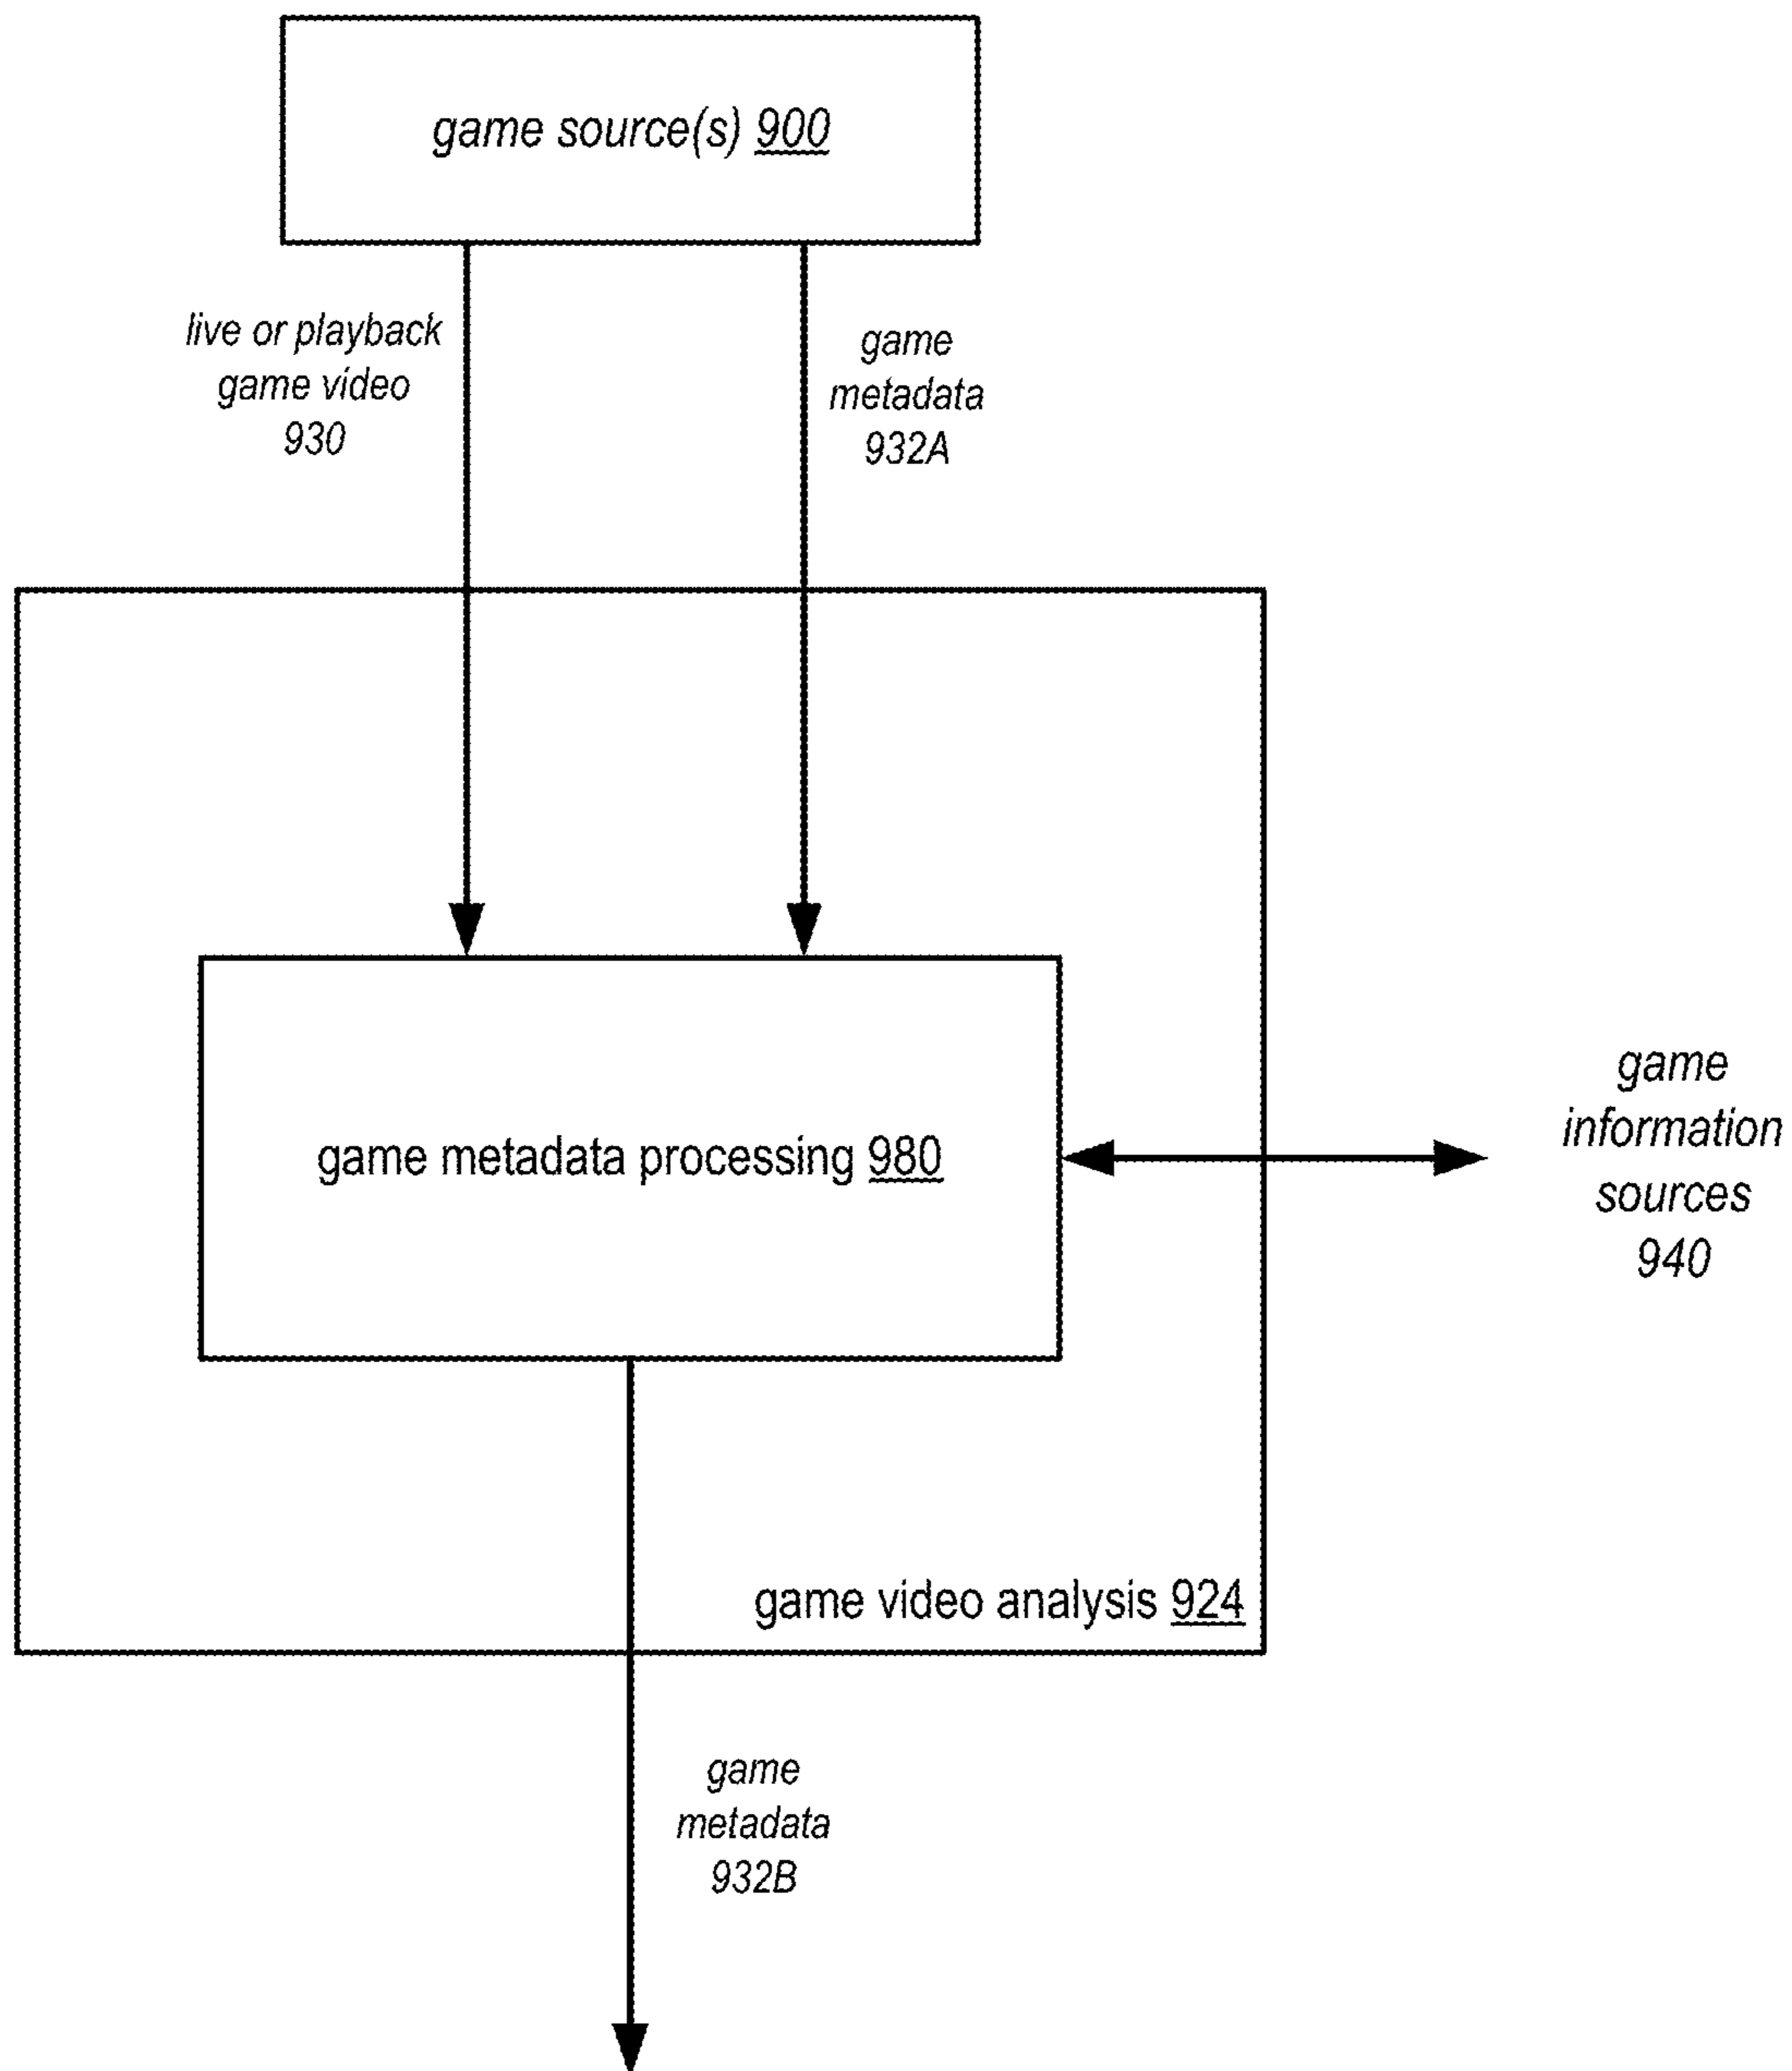 game source(s) 900
live or playback
game video
930
game
metadata
932A
game metadata processing 980
game
information
sources
940
game video analysis 924
game
metadata
932B